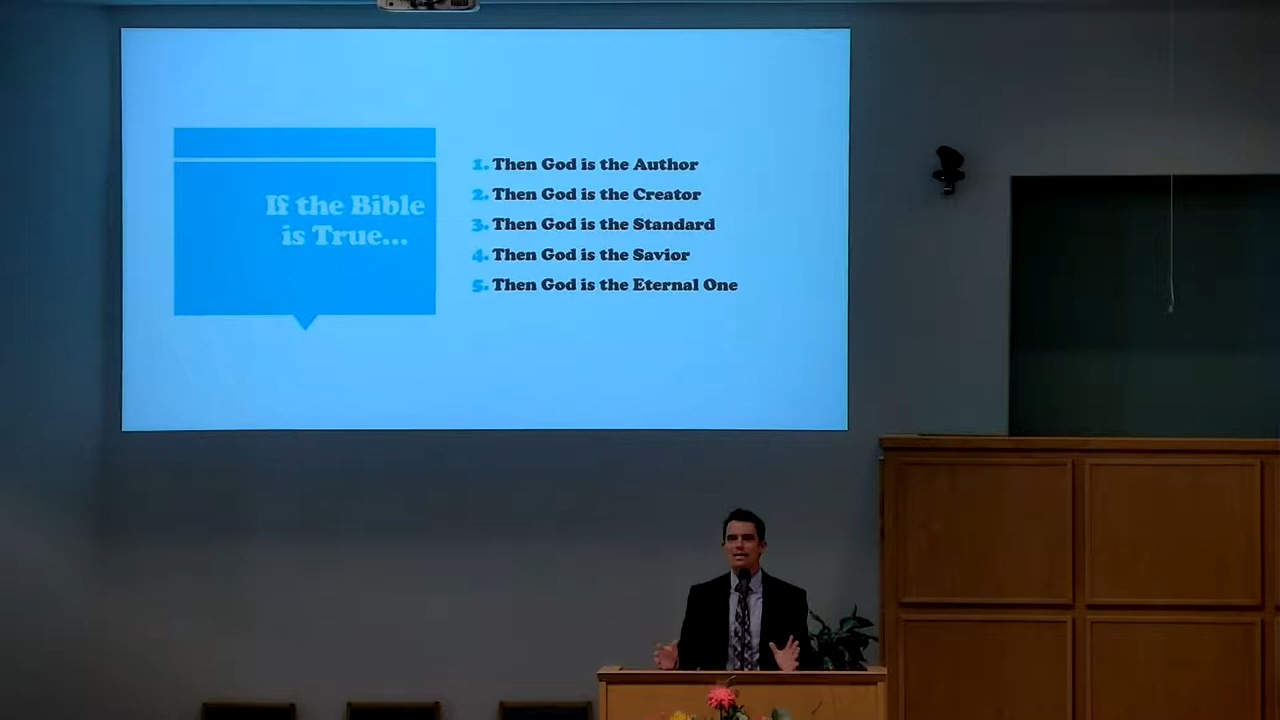 If the Bible
is True...
1. Then God is the Author
2. Then God is the Creator
3. Then God is the Standard
4. Then God is the Savior
5. Then God is the Eternal One